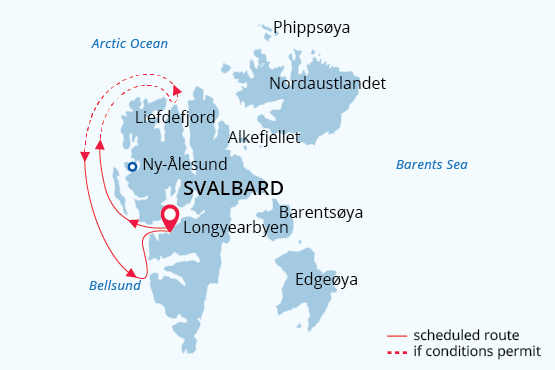 Phippsøya
Arctic Ocean
Nordaustlandet
Liefdefjord
Alkefjellet
Ny-Ålesund
Barents Sea
SVALBARD
Barentsøya
Longyearbyen
Edgeøya
Bellsund
scheduled route
if conditions permit